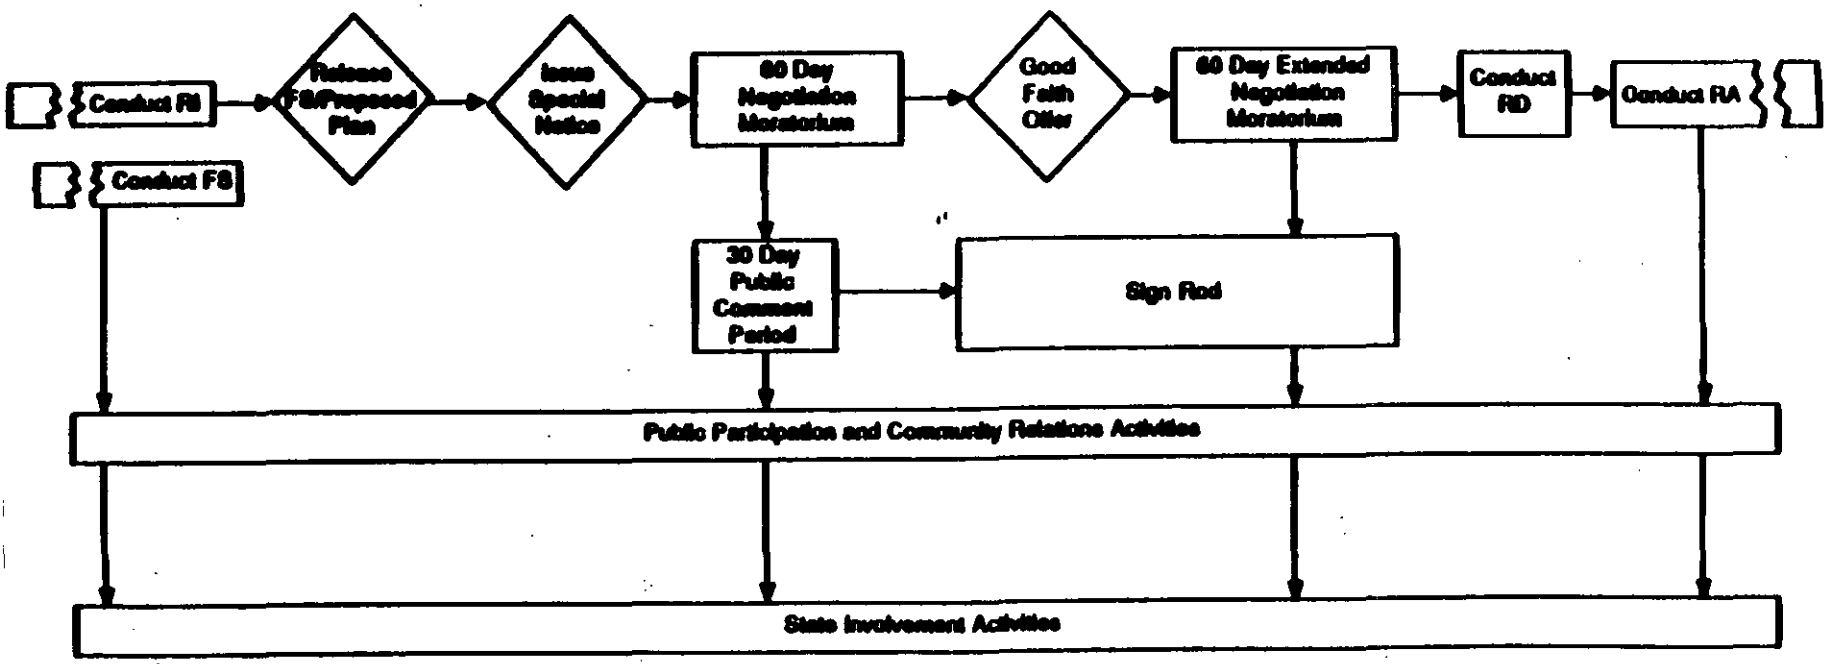 Conduct RI
Release
FS/Proposed
Plan
Issue
Special
Notice
60 Day
Negotiation
Moratorium
Good
Faith
Offer
60 Day Extended
Negotiation
Moratorium
Conduct
RD
Conduct RA
Conduct FS
30 Day
Public
Comment
Period
Sign Rod
Public Participation and Community Relations Activities
State Involvement Activities